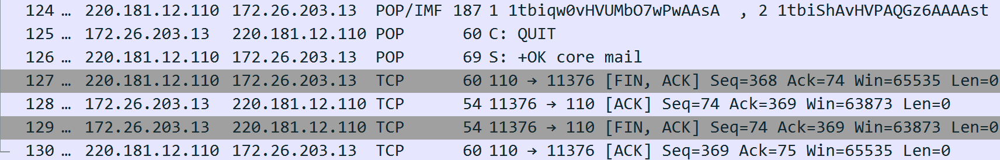 124 … 220.181.12.110 172.26.203.13 POP/IMF 187 1 1tbiqw0vHVUMbO7wPwAAsA , 2 1tbiShAvHVPAQGz6AAAAst
125 … 172.26.203.13 220.181.12.110 POP 60 C: QUIT
126 … 220.181.12.110 172.26.203.13 POP 69 S: +OK core mail
127 … 220.181.12.110 172.26.203.13 TCP 60 110 → 11376 [FIN, ACK] Seq=368 Ack=74 Win=65535 Len=0
128 … 172.26.203.13 220.181.12.110 TCP 54 11376 → 110 [ACK] Seq=74 Ack=369 Win=63873 Len=0
129 … 172.26.203.13 220.181.12.110 TCP 54 11376 → 110 [FIN, ACK] Seq=74 Ack=369 Win=63873 Len=0
130 … 220.181.12.110 172.26.203.13 TCP 60 110 → 11376 [ACK] Seq=369 Ack=75 Win=65535 Len=0